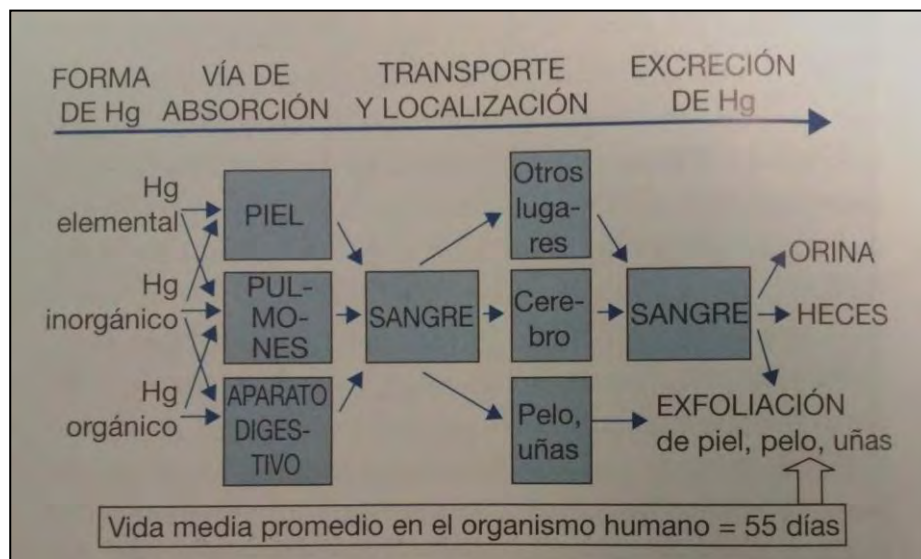 FORMA
DE Hg
VÍA DE
ABSORCIÓN
TRANSPORTE
Y LOCALIZACIÓN
EXCRECIÓN
DE Hg
Hg
elemental
Hg
inorgánico
Hg
orgánico
PIEL
PUL-
MO-
NES
APARATO
DIGES-
TIVO
SANGRE
Otros
luga-
res
Cere-
bro
Pelo,
uñas
SANGRE
ORINA
HECES
EXFOLIACIÓN
de piel, pelo, uñas
Vida media promedio en el organismo humano = 55 días